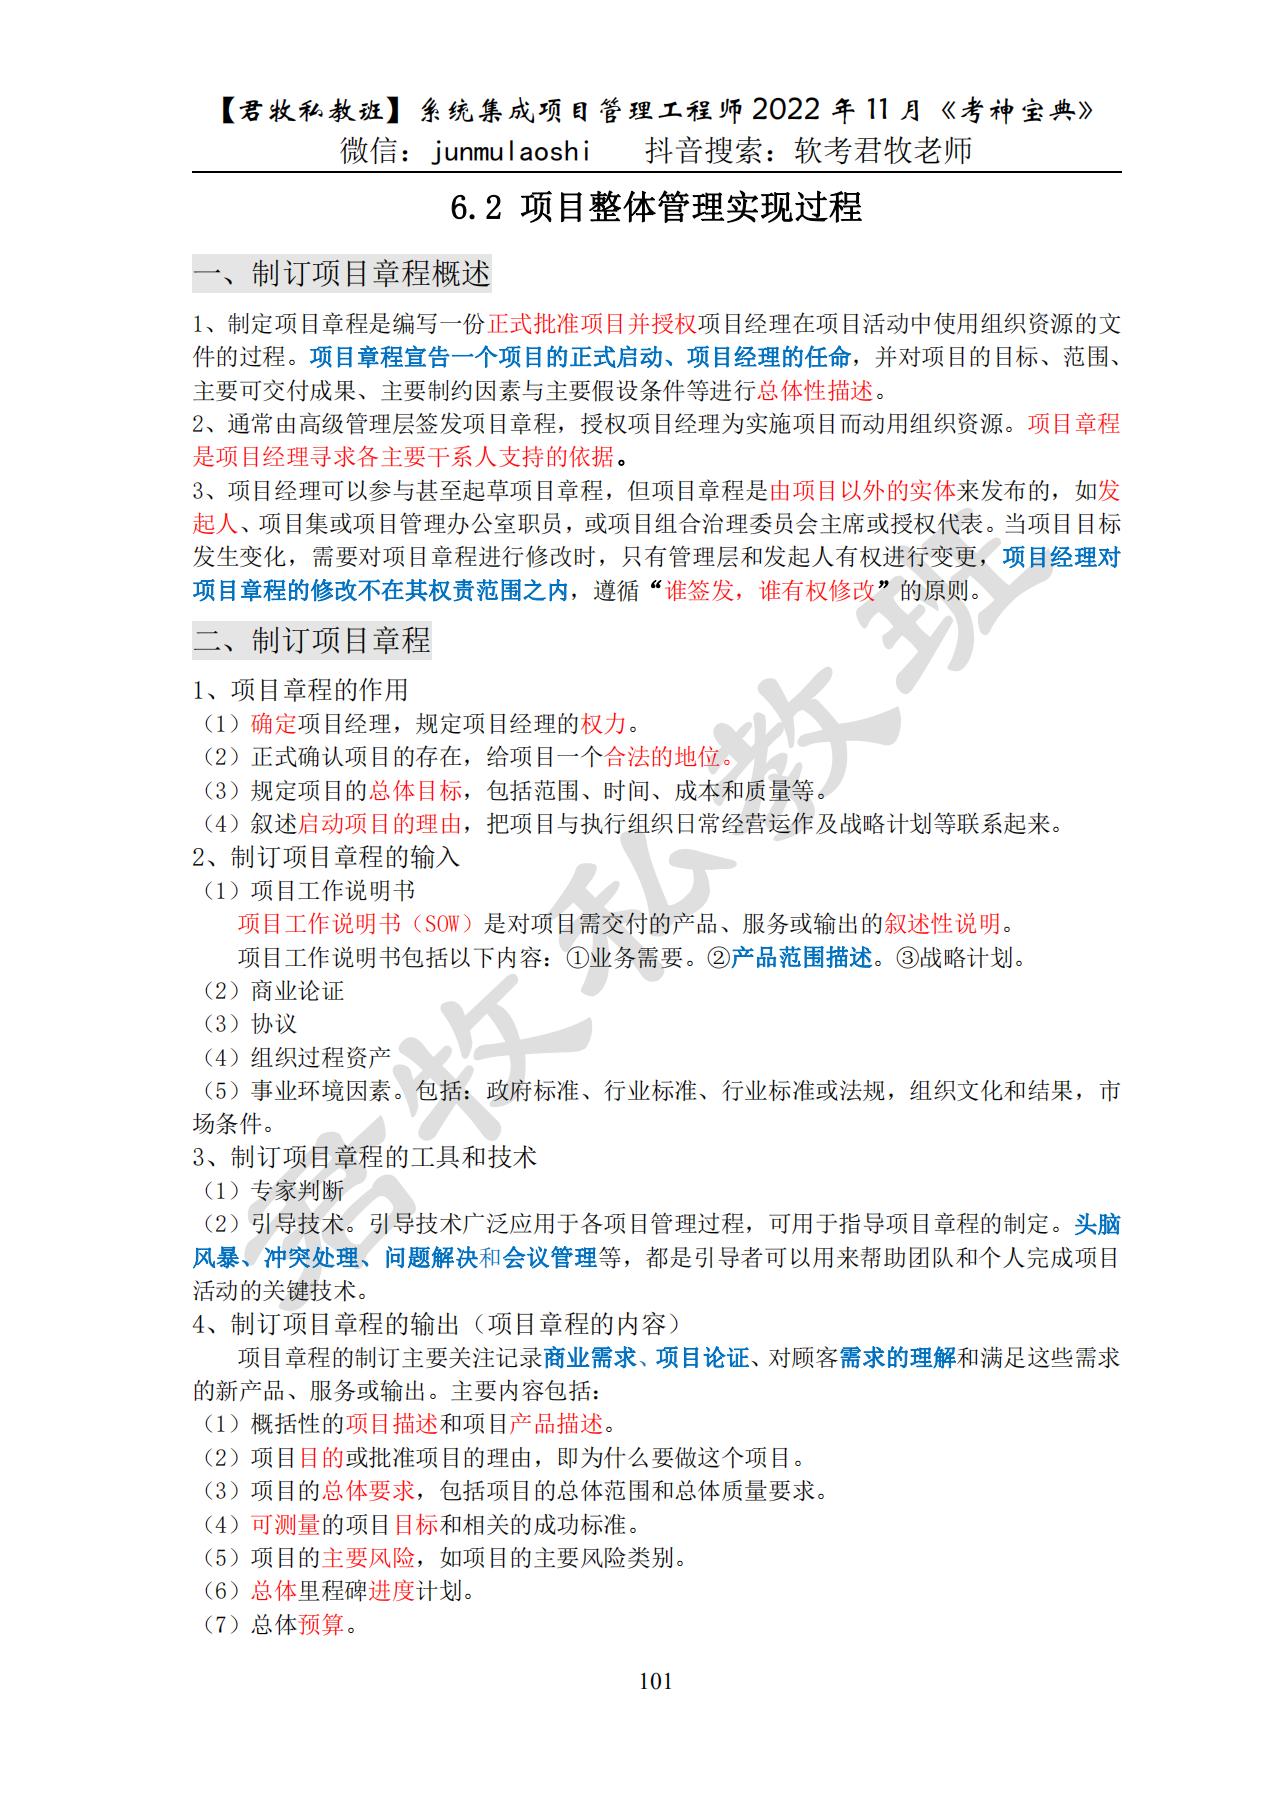 【君牧私教班】系统集成项目管理工程师 2022 年 11 月《考神宝典》
微信：junmulaoshi 抖音搜索：软考君牧老师
6.2 项目整体管理实现过程
一、制订项目章程概述
1、制定项目章程是编写一份正式批准项目并授权项目经理在项目活动中使用组织资源的文
件的过程。项目章程宣告一个项目的正式启动、项目经理的任命，并对项目的目标、范围、
主要可交付成果、主要制约因素与主要假设条件等进行总体性描述。
2、通常由高级管理层签发项目章程，授权项目经理为实施项目而动用组织资源。项目章程
是项目经理寻求各主要干系人支持的依据。
3、项目经理可以参与甚至起草项目章程，但项目章程是由项目以外的实体来发布的，如发
起人、项目集或项目管理办公室职员，或项目组合治理委员会主席或授权代表。当项目目标
发生变化，需要对项目章程进行修改时，只有管理层和发起人有权进行变更，项目经理对
项目章程的修改不在其权责范围之内，遵循“谁签发，谁有权修改”的原则。
二、制订项目章程
1、项目章程的作用
（1）确定项目经理，规定项目经理的权力。
（2）正式确认项目的存在，给项目一个合法的地位。
（3）规定项目的总体目标，包括范围、时间、成本和质量等。
（4）叙述启动项目的理由，把项目与执行组织日常经营运作及战略计划等联系起来。
2、制订项目章程的输入
（1）项目工作说明书
项目工作说明书（SOW）是对项目需交付的产品、服务或输出的叙述性说明。
项目工作说明书包括以下内容：①业务需要。②产品范围描述。③战略计划。
（2）商业论证
（3）协议
（4）组织过程资产
（5）事业环境因素。包括：政府标准、行业标准、行业标准或法规，组织文化和结果，市
场条件。
3、制订项目章程的工具和技术
（1）专家判断
（2）引导技术。引导技术广泛应用于各项目管理过程，可用于指导项目章程的制定。头脑
风暴、冲突处理、问题解决和会议管理等，都是引导者可以用来帮助团队和个人完成项目
活动的关键技术。
4、制订项目章程的输出（项目章程的内容）
项目章程的制订主要关注记录商业需求、项目论证、对顾客需求的理解和满足这些需求
的新产品、服务或输出。主要内容包括：
（1）概括性的项目描述和项目产品描述。
（2）项目目的或批准项目的理由，即为什么要做这个项目。
（3）项目的总体要求，包括项目的总体范围和总体质量要求。
（4）可测量的项目目标和相关的成功标准。
（5）项目的主要风险，如项目的主要风险类别。
（6）总体里程碑进度计划。
（7）总体预算。
101
君牧私教班